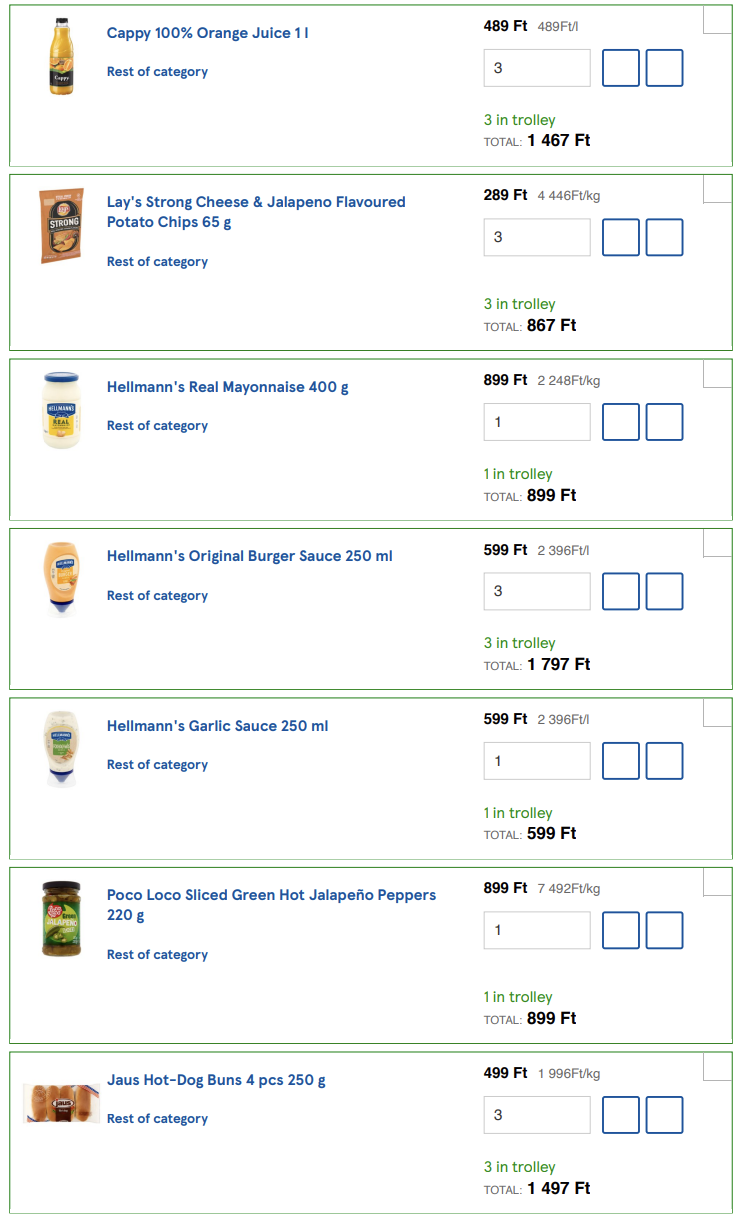 Cappy 100% Orange Juice 1 l
Rest of category
489 Ft 489Ft/l
3
3 in trolley
TOTAL: 1 467 Ft
Cappy
Lay's Strong Cheese & Jalapeno Flavoured
Potato Chips 65 g
Rest of category
289 Ft 4 446Ft/kg
3
3 in trolley
TOTAL: 867 Ft
STRONG
Hellmann's Real Mayonnaise 400 g
Rest of category
899 Ft 2 248Ft/kg
1
1 in trolley
TOTAL: 899 Ft
HELLMANN'S
REAL
Hellmann's Original Burger Sauce 250 ml
Rest of category
599 Ft 2 396Ft/l
3
3 in trolley
TOTAL: 1 797 Ft
Hellmann's Garlic Sauce 250 ml
Rest of category
599 Ft 2 396Ft/l
1
1 in trolley
TOTAL: 599 Ft
Poco Loco Sliced Green Hot Jalapeño Peppers
220 g
Rest of category
899 Ft 7 492Ft/kg
1
1 in trolley
TOTAL: 899 Ft
Jaus Hot-Dog Buns 4 pcs 250 g
Rest of category
499 Ft 1 996Ft/kg
3
3 in trolley
TOTAL: 1 497 Ft
jaus